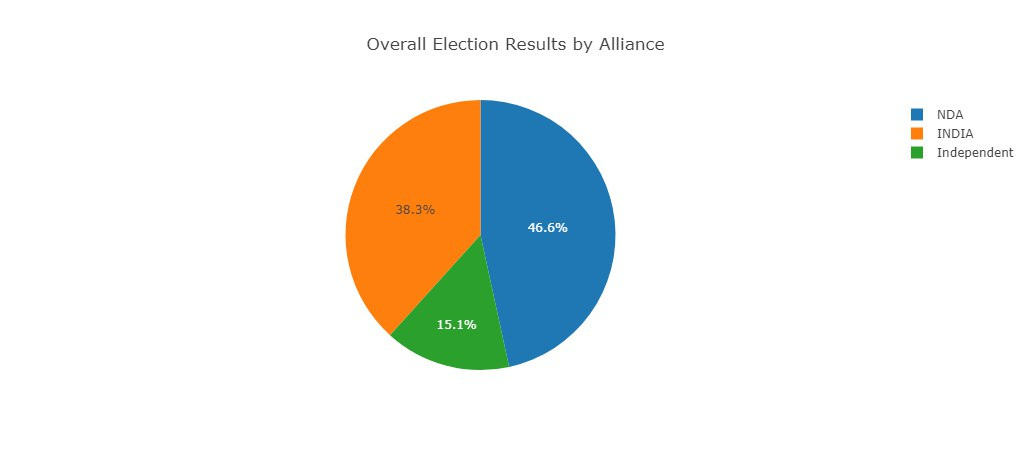 Overall Election Results by Alliance
NDA
INDIA
Independent
38.3%
46.6%
15.1%